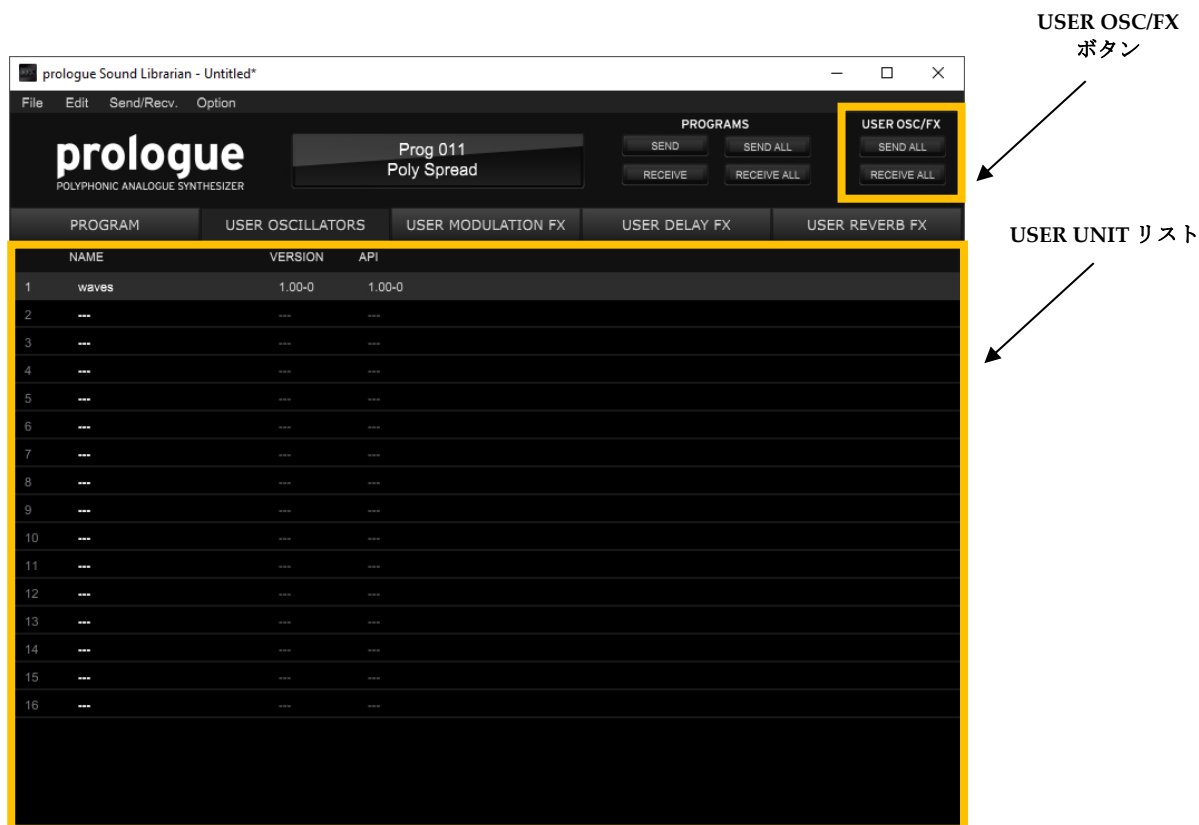 USER OSC/FX
ボタン
prologue Sound Librarian - Untitled*
File Edit Send/Recv. Option
PROGRAMS
USER OSC/FX
prologue
POLYPHONIC ANALOGUE SYNTHESIZER
Prog 011
Poly Spread
SEND SEND ALL SEND ALL
RECEIVE RECEIVE ALL RECEIVE ALL
PROGRAM USER OSCILLATORS USER MODULATION FX USER DELAY FX USER REVERB FX
USER UNIT リスト
NAME VERSION API
1 waves 1.00-0 1.00-0
2 --- --- ---
3 --- --- ---
4 --- --- ---
5 --- --- ---
6 --- --- ---
7 --- --- ---
8 --- --- ---
9 --- --- ---
10 --- --- ---
11 --- --- ---
12 --- --- ---
13 --- --- ---
14 --- --- ---
15 --- --- ---
16 --- --- ---